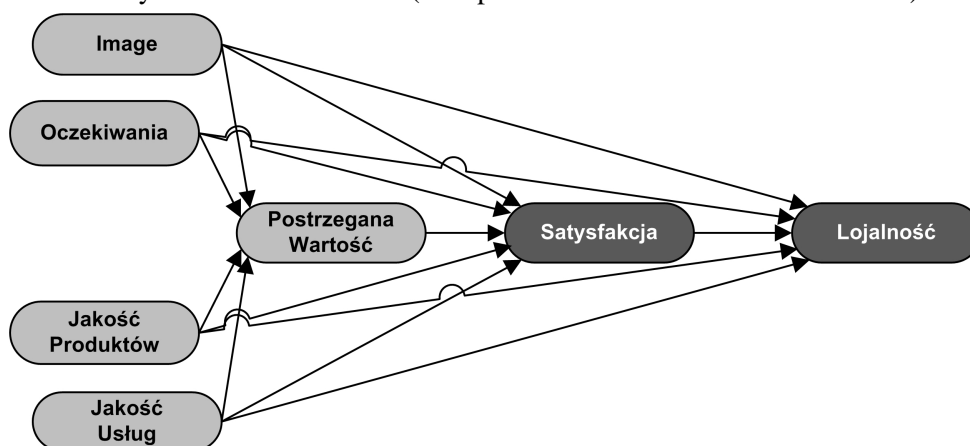 Image
Oczekiwania
Postrzegana
Wartość
Satysfakcja
Lojalność
Jakość
Produktów
Jakość
Usług